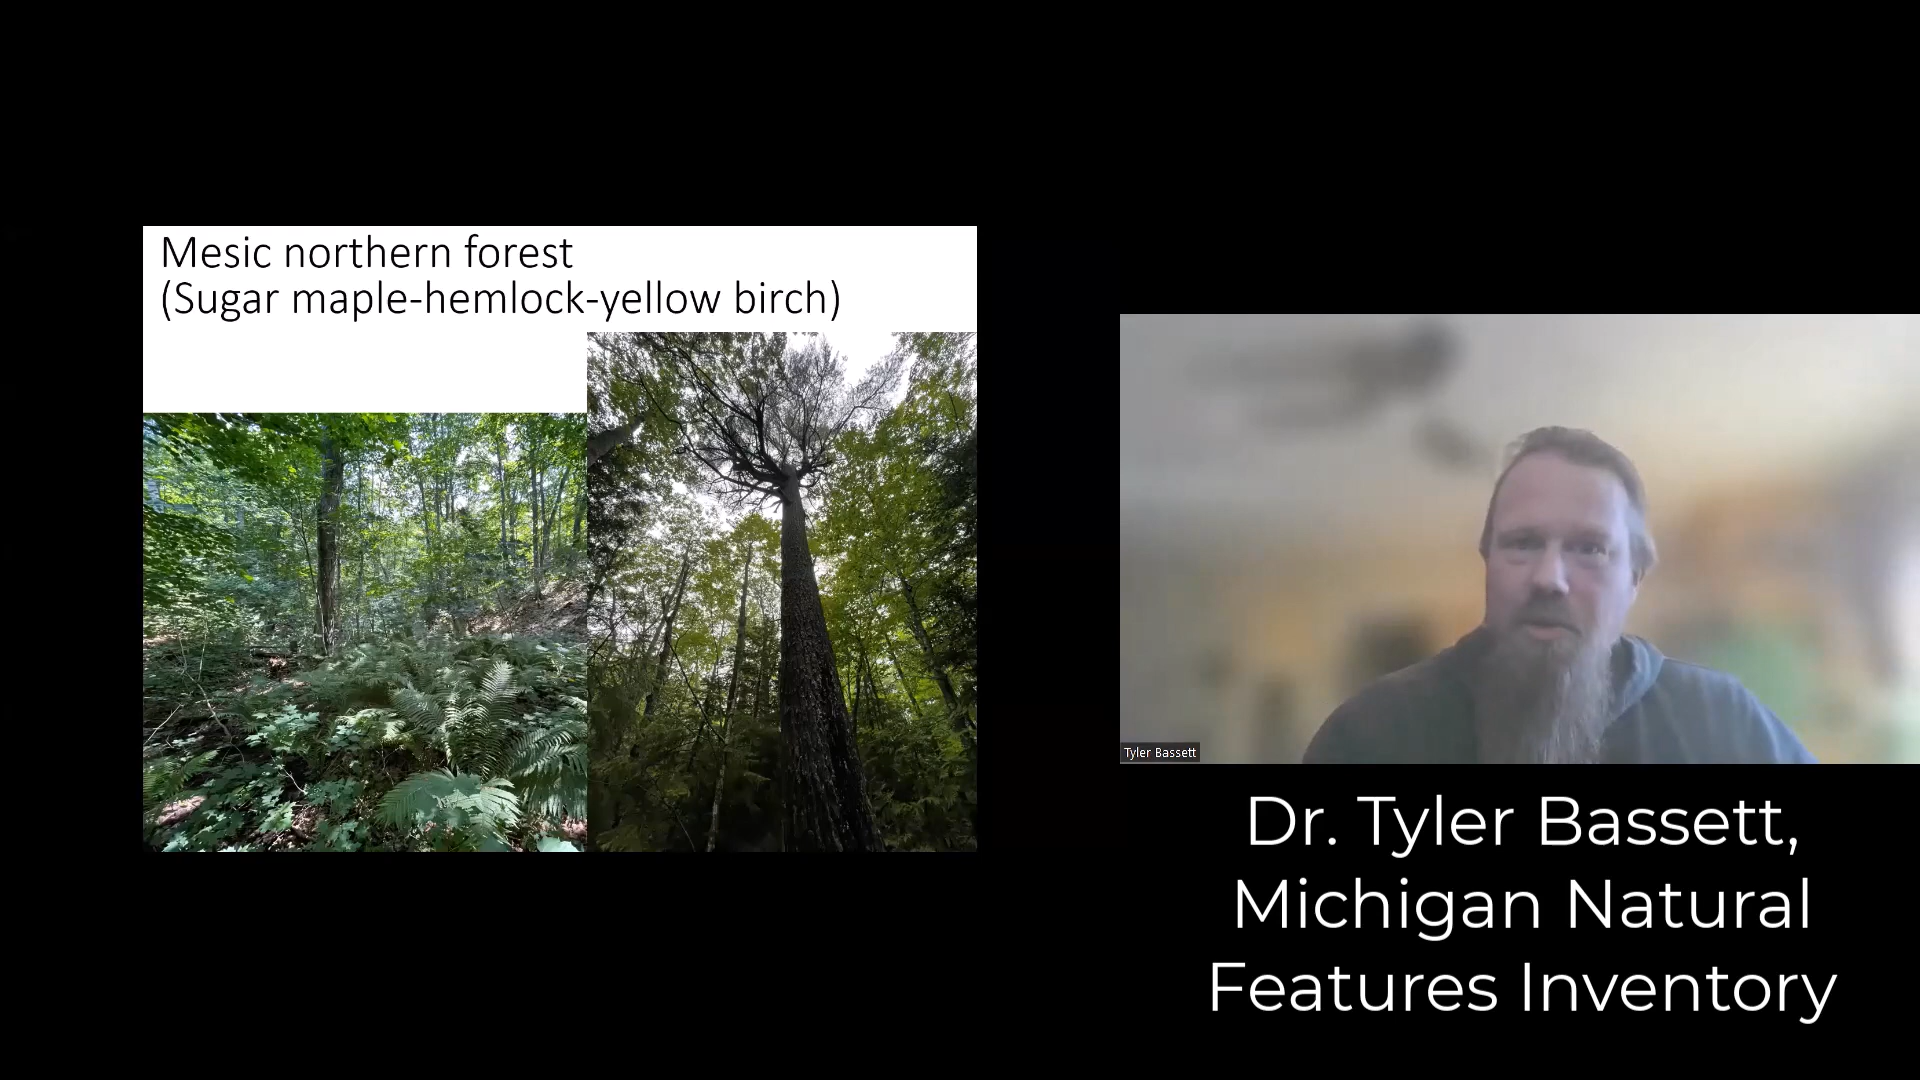 Mesic northern forest
(Sugar maple-hemlock-yellow birch)
Tyler Bassett
Dr. Tyler Bassett,
Michigan Natural
Features Inventory